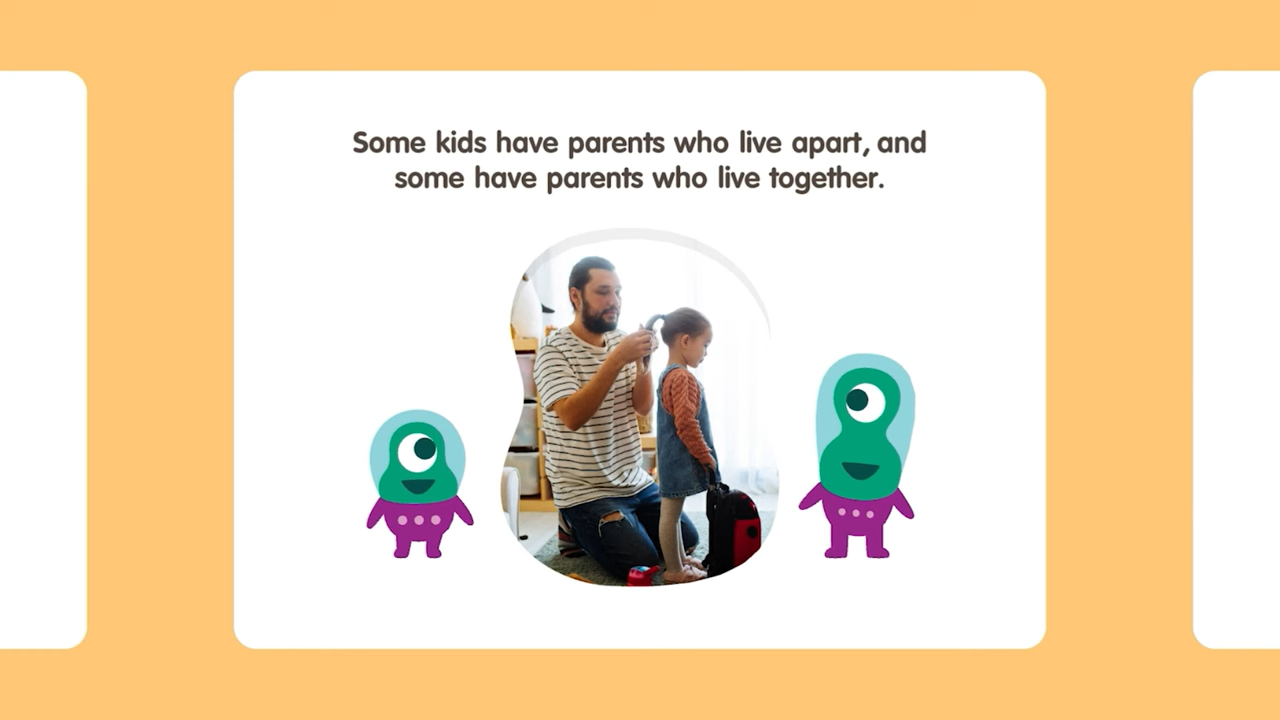 Some kids have parents who live apart, and
some have parents who live together.